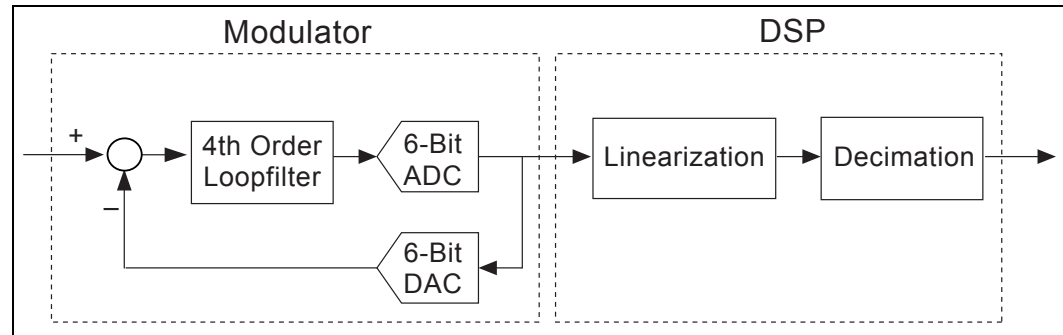 Modulator
DSP
+
4th Order
Loopfilter
6-Bit
ADC
Linearization
Decimation
–
6-Bit
DAC